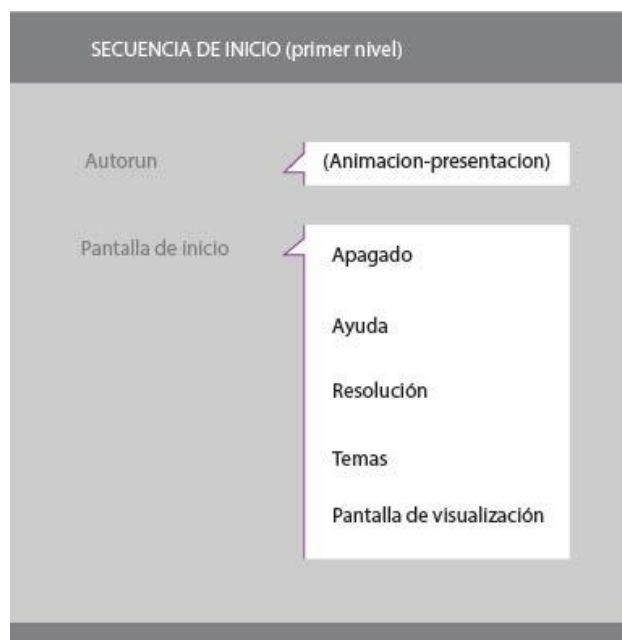 SECUENCIA DE INICIO (primer nivel)
Autorun
(Animacion-presentacion)
Pantalla de inicio
Apagado
Ayuda
Resolución
Temas
Pantalla de visualización